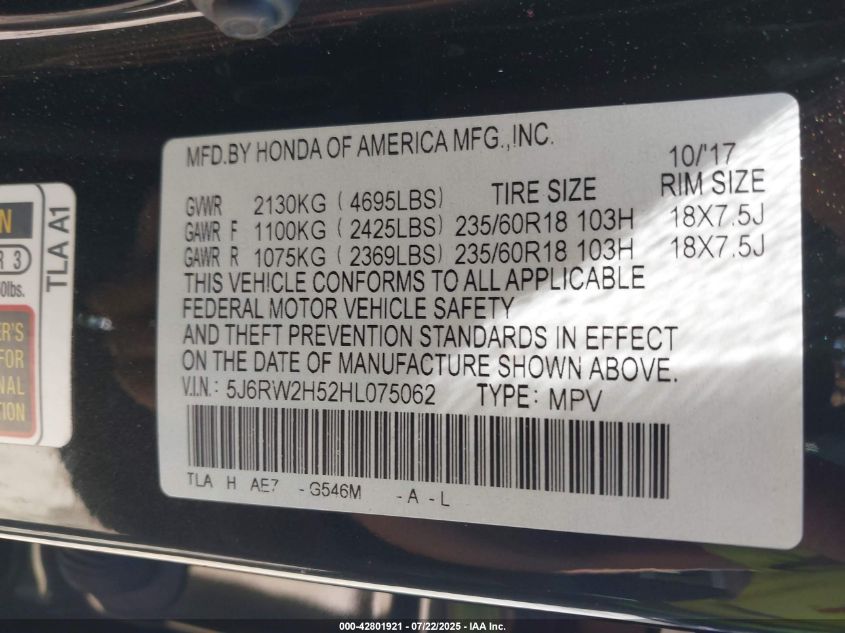 MFD.BY HONDA OF AMERICA MFG.,INC.
10/'17
GVWR 2130KG ( 4695LBS) TIRE SIZE RIM SIZE
GAWR F 1100KG ( 2425LBS) 235/60R18 103H 18X7.5J
GAWR R 1075KG ( 2369LBS) 235/60R18 103H 18X7.5J
THIS VEHICLE CONFORMS TO ALL APPLICABLE
FEDERAL MOTOR VEHICLE SAFETY
AND THEFT PREVENTION STANDARDS IN EFFECT
ON THE DATE OF MANUFACTURE SHOWN ABOVE.
V.I.N.: 5J6RW2H52HL075062 TYPE: MPV
TLA H AE7 -G546M -A -L
TLA A1
R 3
lbs.
FOR
000-42801921 - 07/22/2025 - IAA Inc.